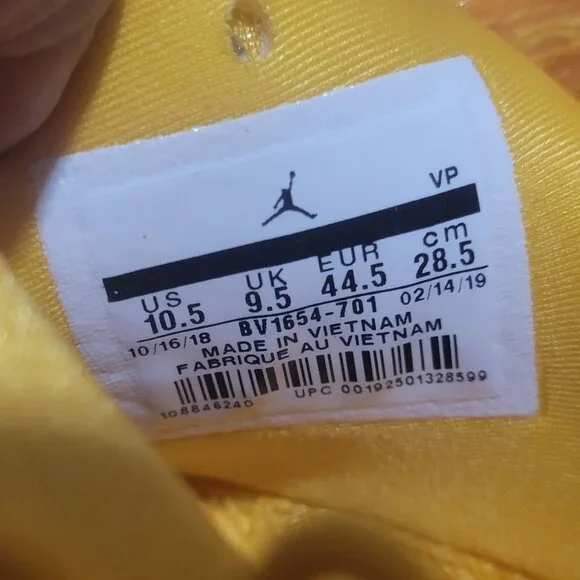 VP
US UK EUR cm
10.5 9.5 44.5 28.5
10/16/18 BV1654-701 02/14/19
MADE IN VIETNAM
FABRIQUE AU VIETNAM
108846240 UPC 00192501328599